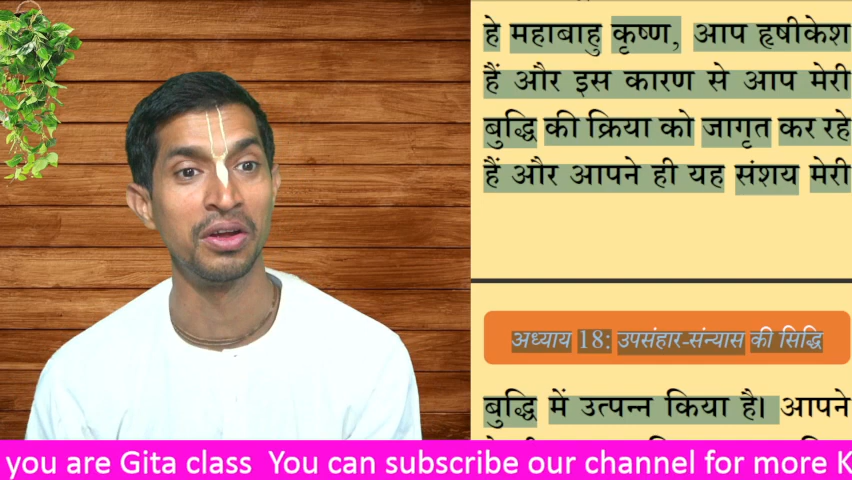 हे महाबाहु कृष्ण, आप हृषीकेश
हैं और इस कारण से आप मेरी
बुद्धि की क्रिया को जागृत कर रहे
हैं और आपने ही यह संशय मेरी
अध्याय 18: उपसंहार-संन्यास की सिद्धि
बुद्धि में उत्पन्न किया है। आपने
you are Gita class You can subscribe our channel for more K